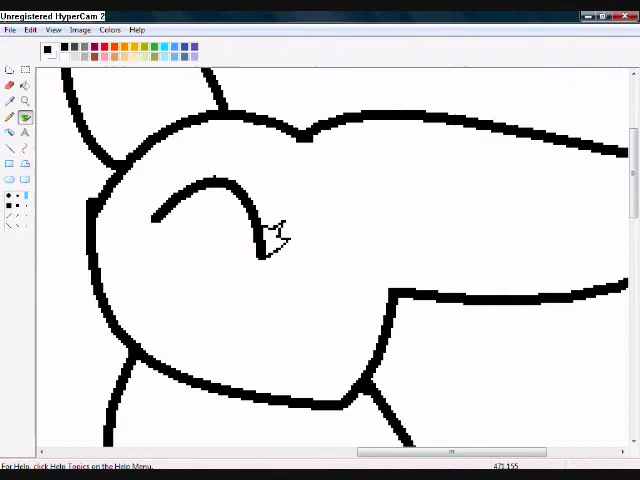 Unregistered HyperCam 2
File Edit View Image Colors Help
For Help, click Help Topics on the Help Menu.
471,155